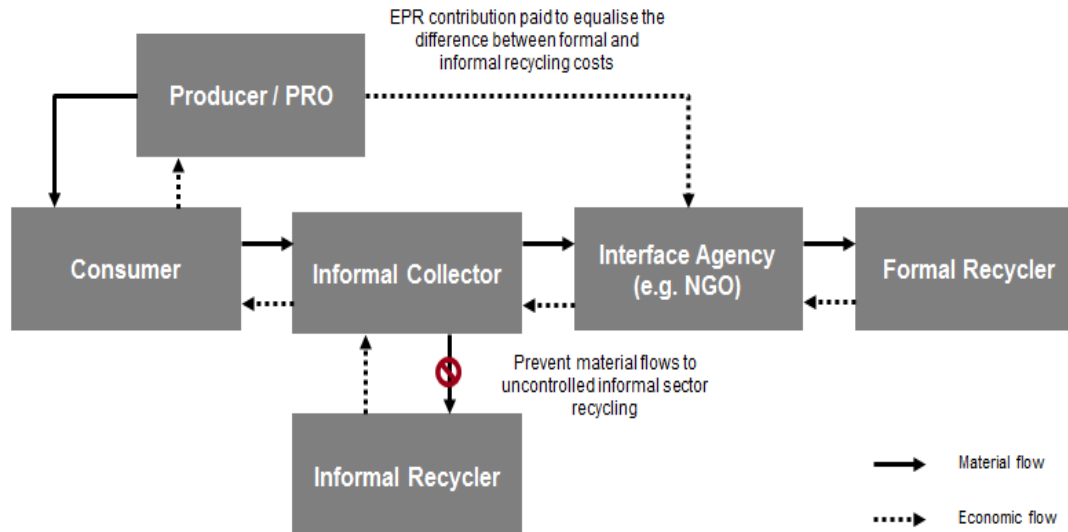 EPR contribution paid to equalise the
difference between formal and
informal recycling costs
Producer / PRO
Consumer
Informal Collector
Interface Agency
(e.g. NGO)
Formal Recycler
Prevent material flows to
uncontrolled informal sector
recycling
Informal Recycler
Material flow
Economic flow